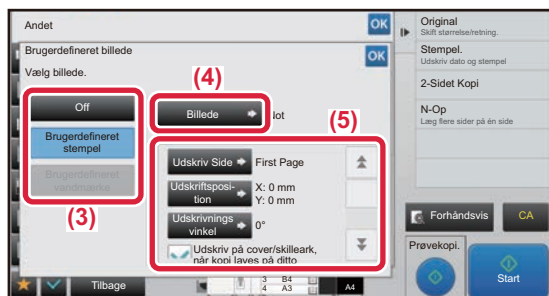 Andet
OK
Brugerdefineret billede
OK
Vælg billede.
(4)
Off
Billede
Not
(5)
Brugerdefineret
stempel
Brugerdefineret
vandmærke
(3)
Udskriv Side
First Page
Udskriftsposi-
tion
X: 0 mm
Y: 0 mm
Udskrivnings
vinkel
0°
Udskriv på cover/skilleark,
når kopi laves på ditto
Tilbage
3 B4
4 A3
A4
Original
Skift størrelse/retning.
Stempel.
Udskriv dato og stempel
2-Sidet Kopi
N-Op
Læg flere sider på én side
Forhåndsvis
CA
Prøvekopi.
Start